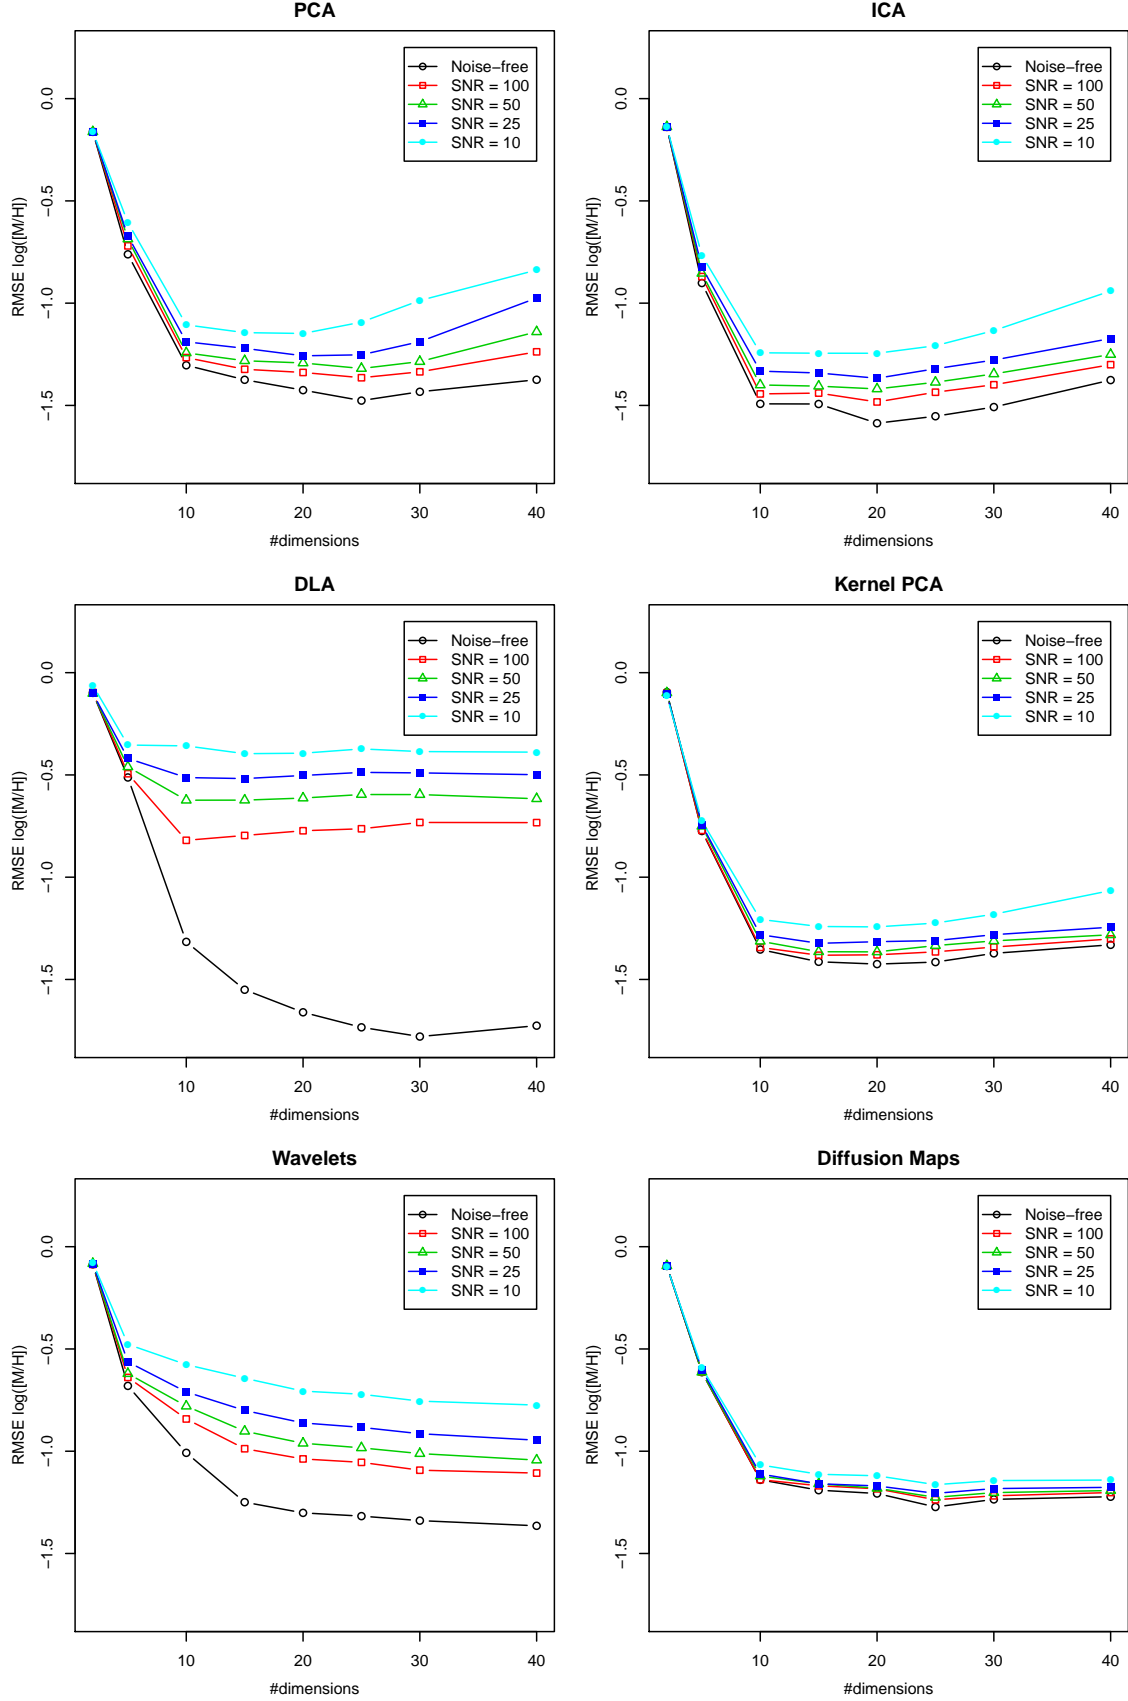 PCA
Noise−free
SNR = 100
SNR = 50
SNR = 25
SNR = 10
0.0
−0.5
−1.0
−1.5
RMSE log([M/H])
10 20 30 40
#dimensions
ICA
Noise−free
SNR = 100
SNR = 50
SNR = 25
SNR = 10
0.0
−0.5
−1.0
−1.5
RMSE log([M/H])
10 20 30 40
#dimensions
DLA
Noise−free
SNR = 100
SNR = 50
SNR = 25
SNR = 10
0.0
−0.5
−1.0
−1.5
RMSE log([M/H])
10 20 30 40
#dimensions
Kernel PCA
Noise−free
SNR = 100
SNR = 50
SNR = 25
SNR = 10
0.0
−0.5
−1.0
−1.5
RMSE log([M/H])
10 20 30 40
#dimensions
Wavelets
Noise−free
SNR = 100
SNR = 50
SNR = 25
SNR = 10
0.0
−0.5
−1.0
−1.5
RMSE log([M/H])
10 20 30 40
#dimensions
Diffusion Maps
Noise−free
SNR = 100
SNR = 50
SNR = 25
SNR = 10
0.0
−0.5
−1.0
−1.5
RMSE log([M/H])
10 20 30 40
#dimensions